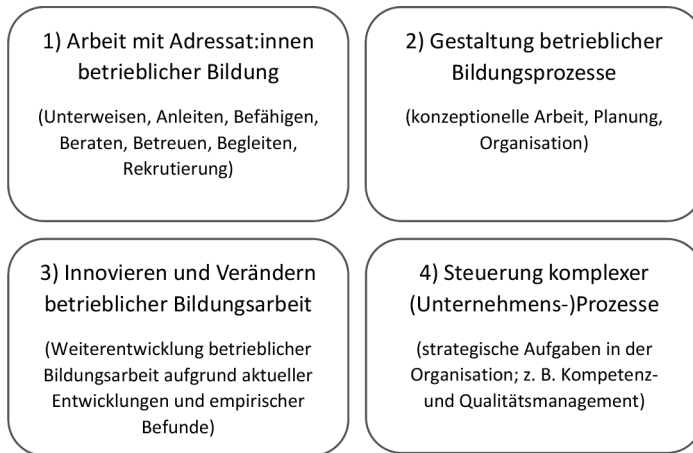 1) Arbeit mit Adressat:innen
betrieblicher Bildung
(Unterweisen, Anleiten, Befähigen,
Beraten, Betreuen, Begleiten,
Rekrutierung)
2) Gestaltung betrieblicher
Bildungsprozesse
(konzeptionelle Arbeit, Planung,
Organisation)
3) Innovieren und Verändern
betrieblicher Bildungsarbeit
(Weiterentwicklung betrieblicher
Bildungsarbeit aufgrund aktueller
Entwicklungen und empirischer
Befunde)
4) Steuerung komplexer
(Unternehmens-)Prozesse
(strategische Aufgaben in der
Organisation; z. B. Kompetenz-
und Qualitätsmanagement)